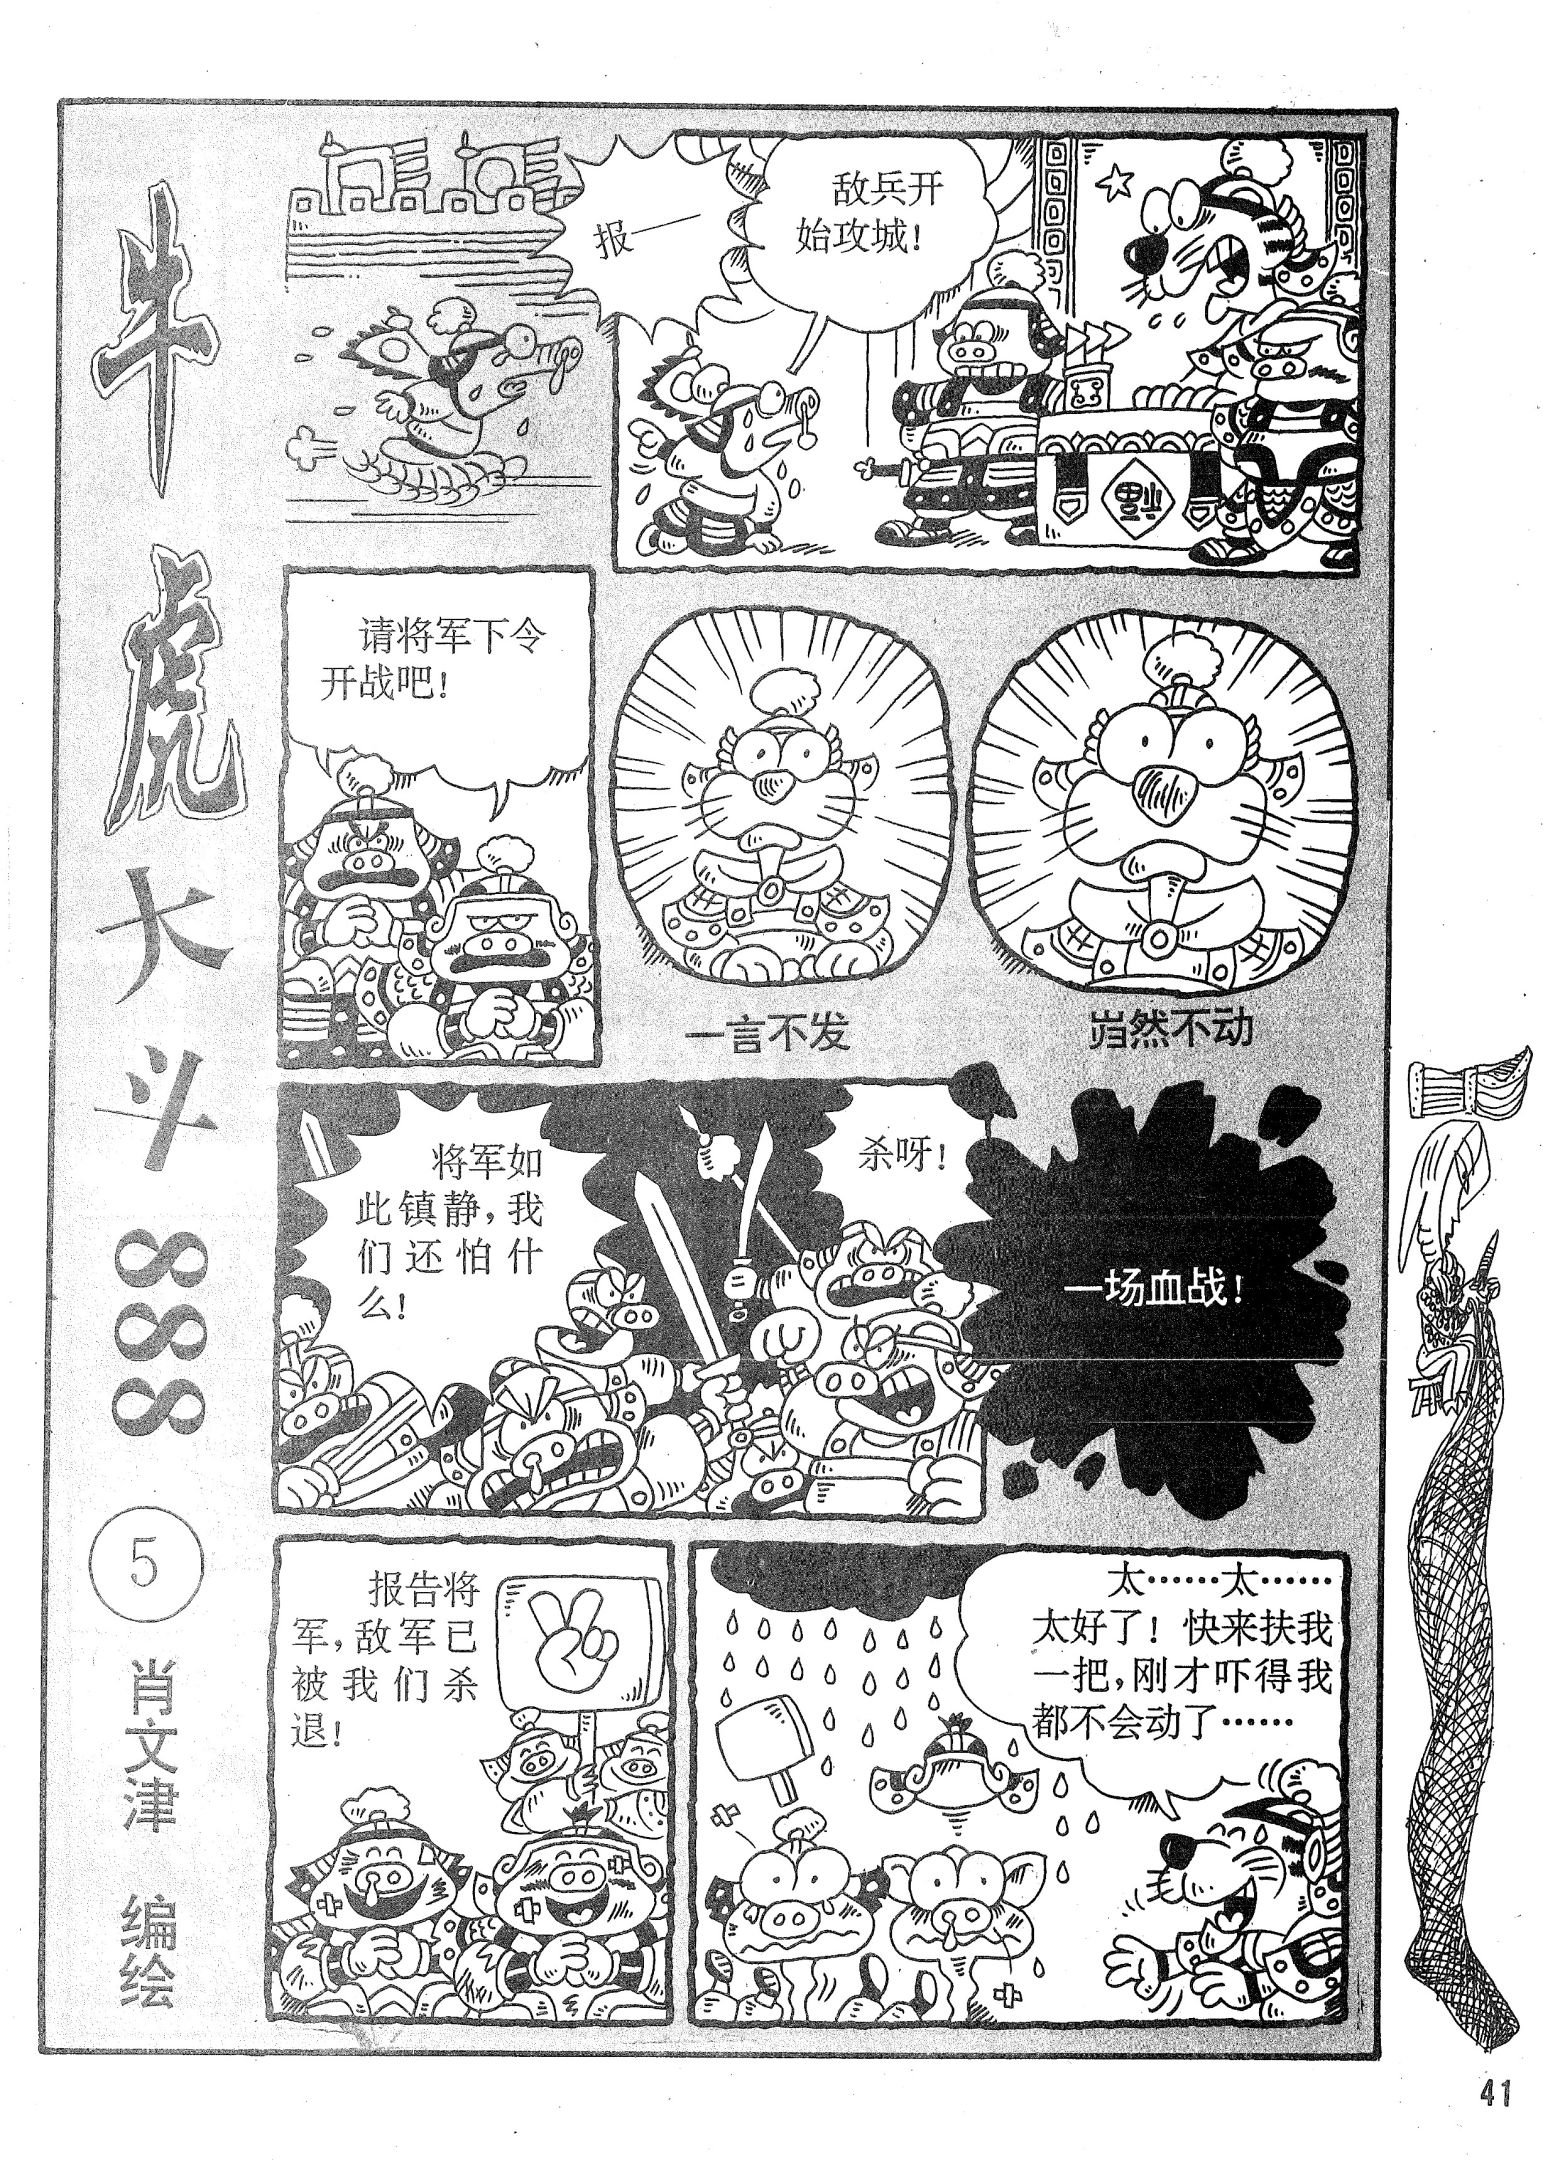 牛虎大斗888
5
肖文津 编绘
报——
敌兵开
始攻城!
福
请将军下令
开战吧!
一言不发
岿然不动
将军如
此镇静,我
们还怕什
么!
杀呀!
一场血战!
报告将
军,敌军已
被我们杀
退!
太……太……
太好了!快来扶我
一把,刚才吓得我
都不会动了……
41